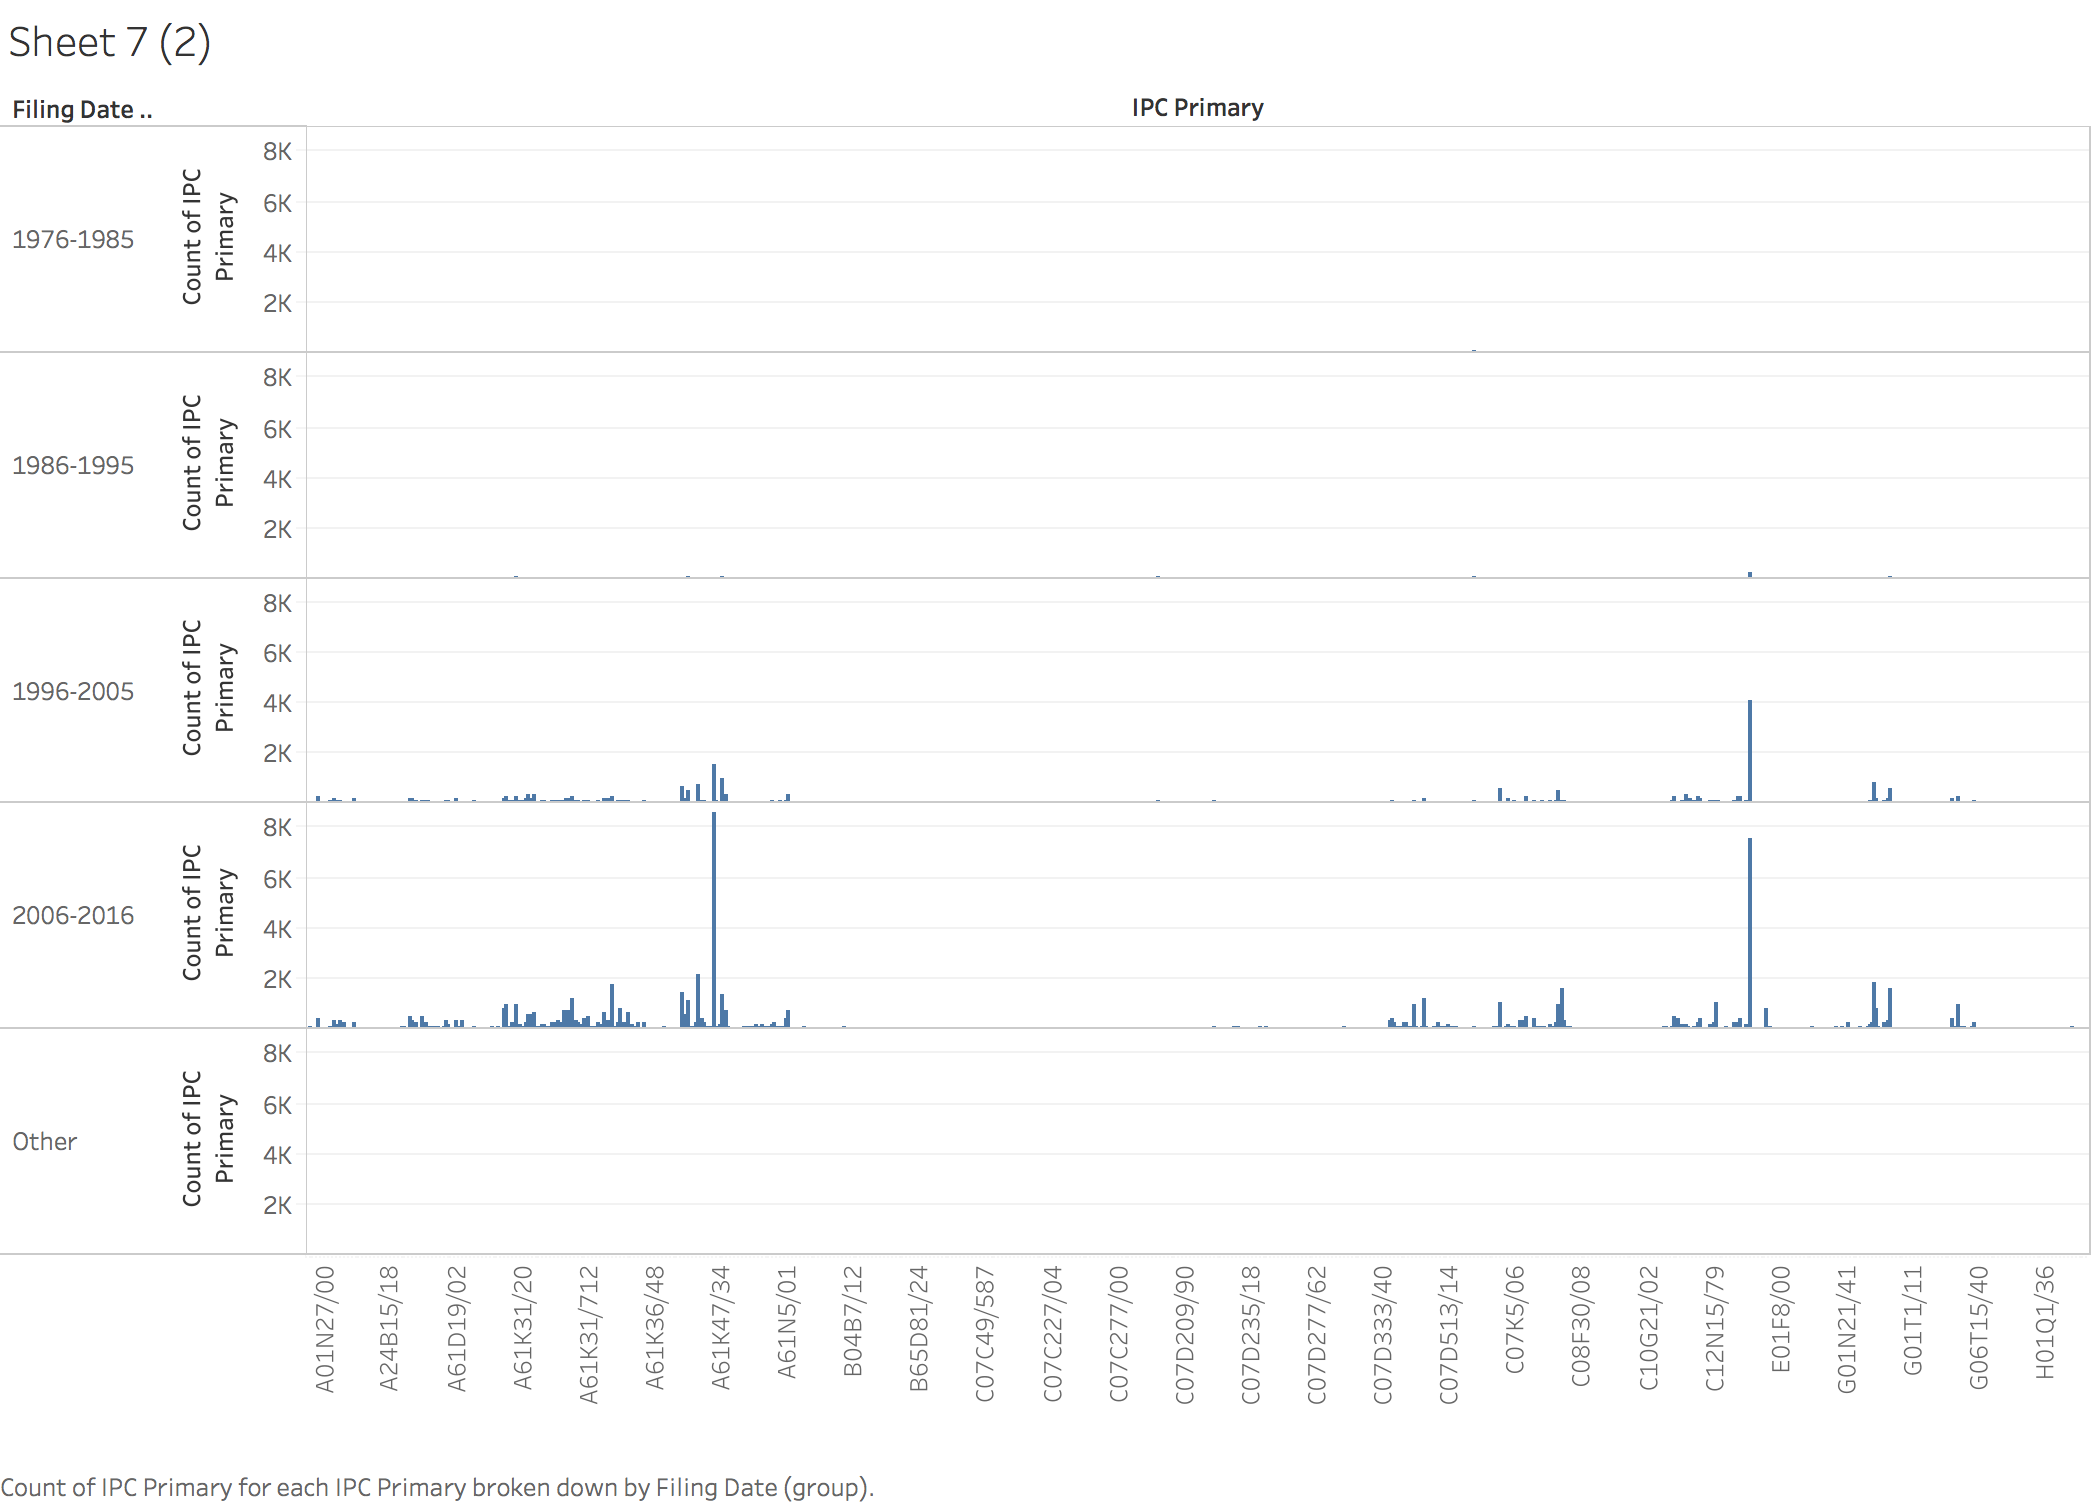 Sheet 7 (2)
Filing Date ..
IPC Primary
1976-1985
Count of IPC
Primary
8K
6K
4K
2K
1986-1995
Count of IPC
Primary
8K
6K
4K
2K
1996-2005
Count of IPC
Primary
8K
6K
4K
2K
2006-2016
Count of IPC
Primary
8K
6K
4K
2K
Other
Count of IPC
Primary
8K
6K
4K
2K
A01N27/00
A24B15/18
A61D19/02
A61K31/20
A61K31/712
A61K36/48
A61K47/34
A61N5/01
B04B7/12
B65D81/24
C07C49/587
C07C227/04
C07C277/00
C07D209/90
C07D235/18
C07D277/62
C07D333/40
C07D513/14
C07K5/06
C08F30/08
C10G21/02
C12N15/79
E01F8/00
G01N21/41
G01T1/11
G06T15/40
H01Q1/36
Count of IPC Primary for each IPC Primary broken down by Filing Date (group).